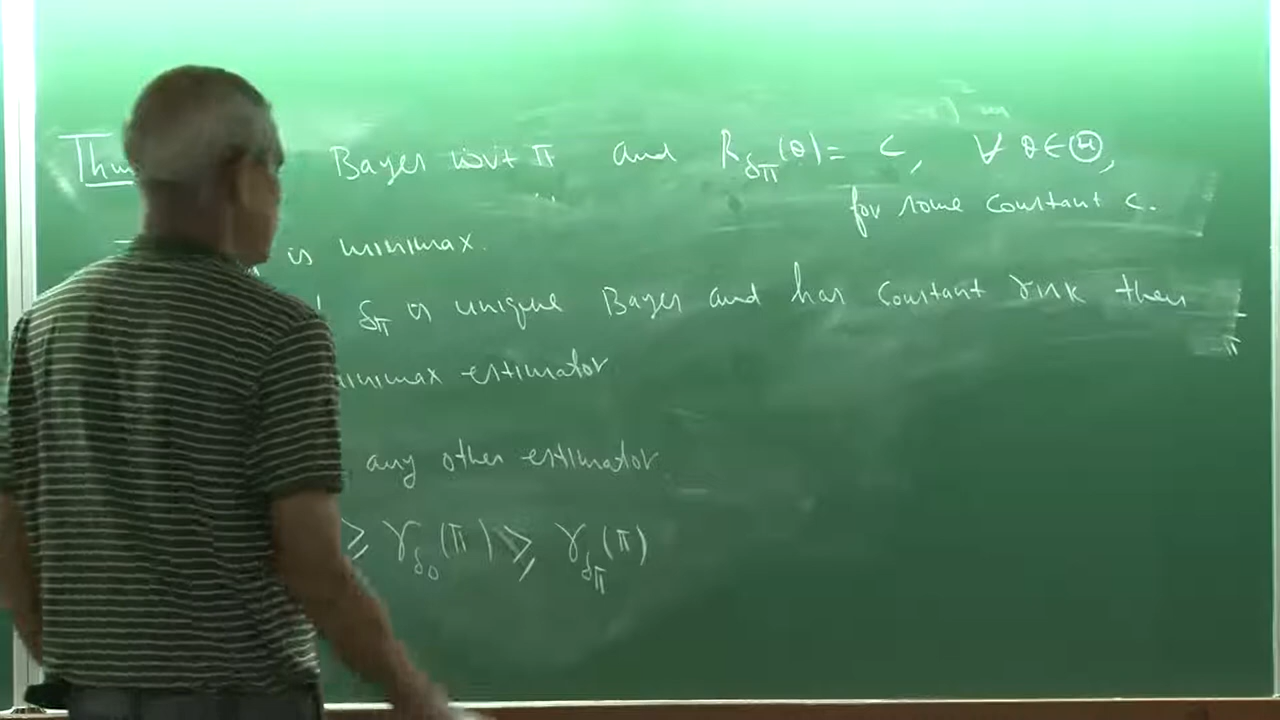 Thm Bayes wrt π and R_{δ_π}(θ) = c, ∀ θ ∈ Θ,
for some constant c.
is minimax.
δ_π is unique Bayes and has constant risk then
minimax estimator
any other estimator
≥ r_{δ_0}(π) ≥ r_{δ_π}(π)